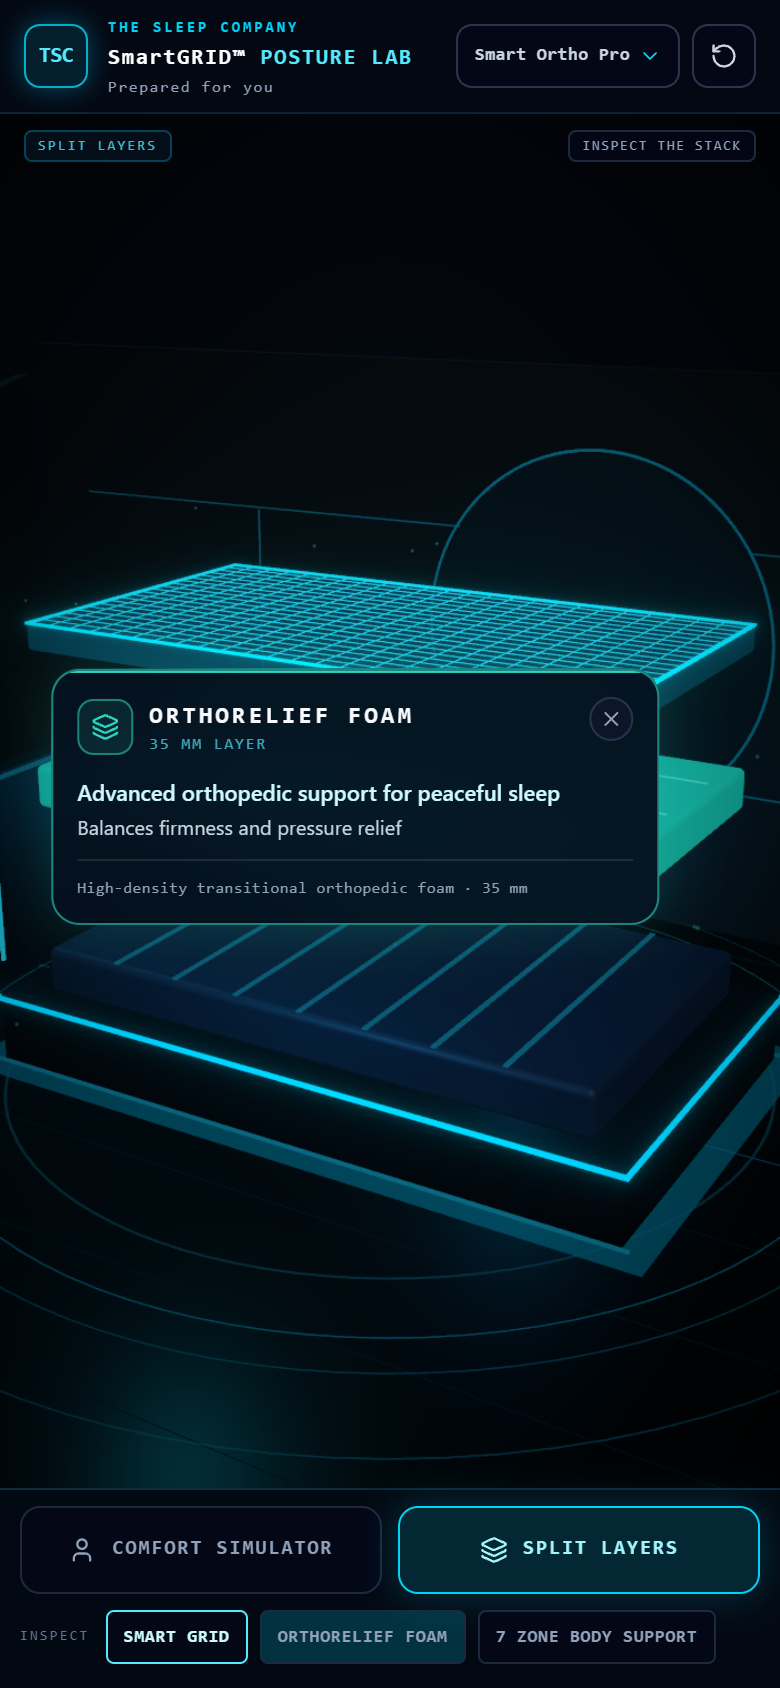 TSC
THE SLEEP COMPANY
SmartGRID™ POSTURE LAB
Prepared for you
Smart Ortho Pro
SPLIT LAYERS
INSPECT THE STACK
ORTHORELIEF FOAM
35 MM LAYER
Advanced orthopedic support for peaceful sleep
Balances firmness and pressure relief
High-density transitional orthopedic foam · 35 mm
COMFORT SIMULATOR
SPLIT LAYERS
INSPECT
SMART GRID
ORTHORELIEF FOAM
7 ZONE BODY SUPPORT